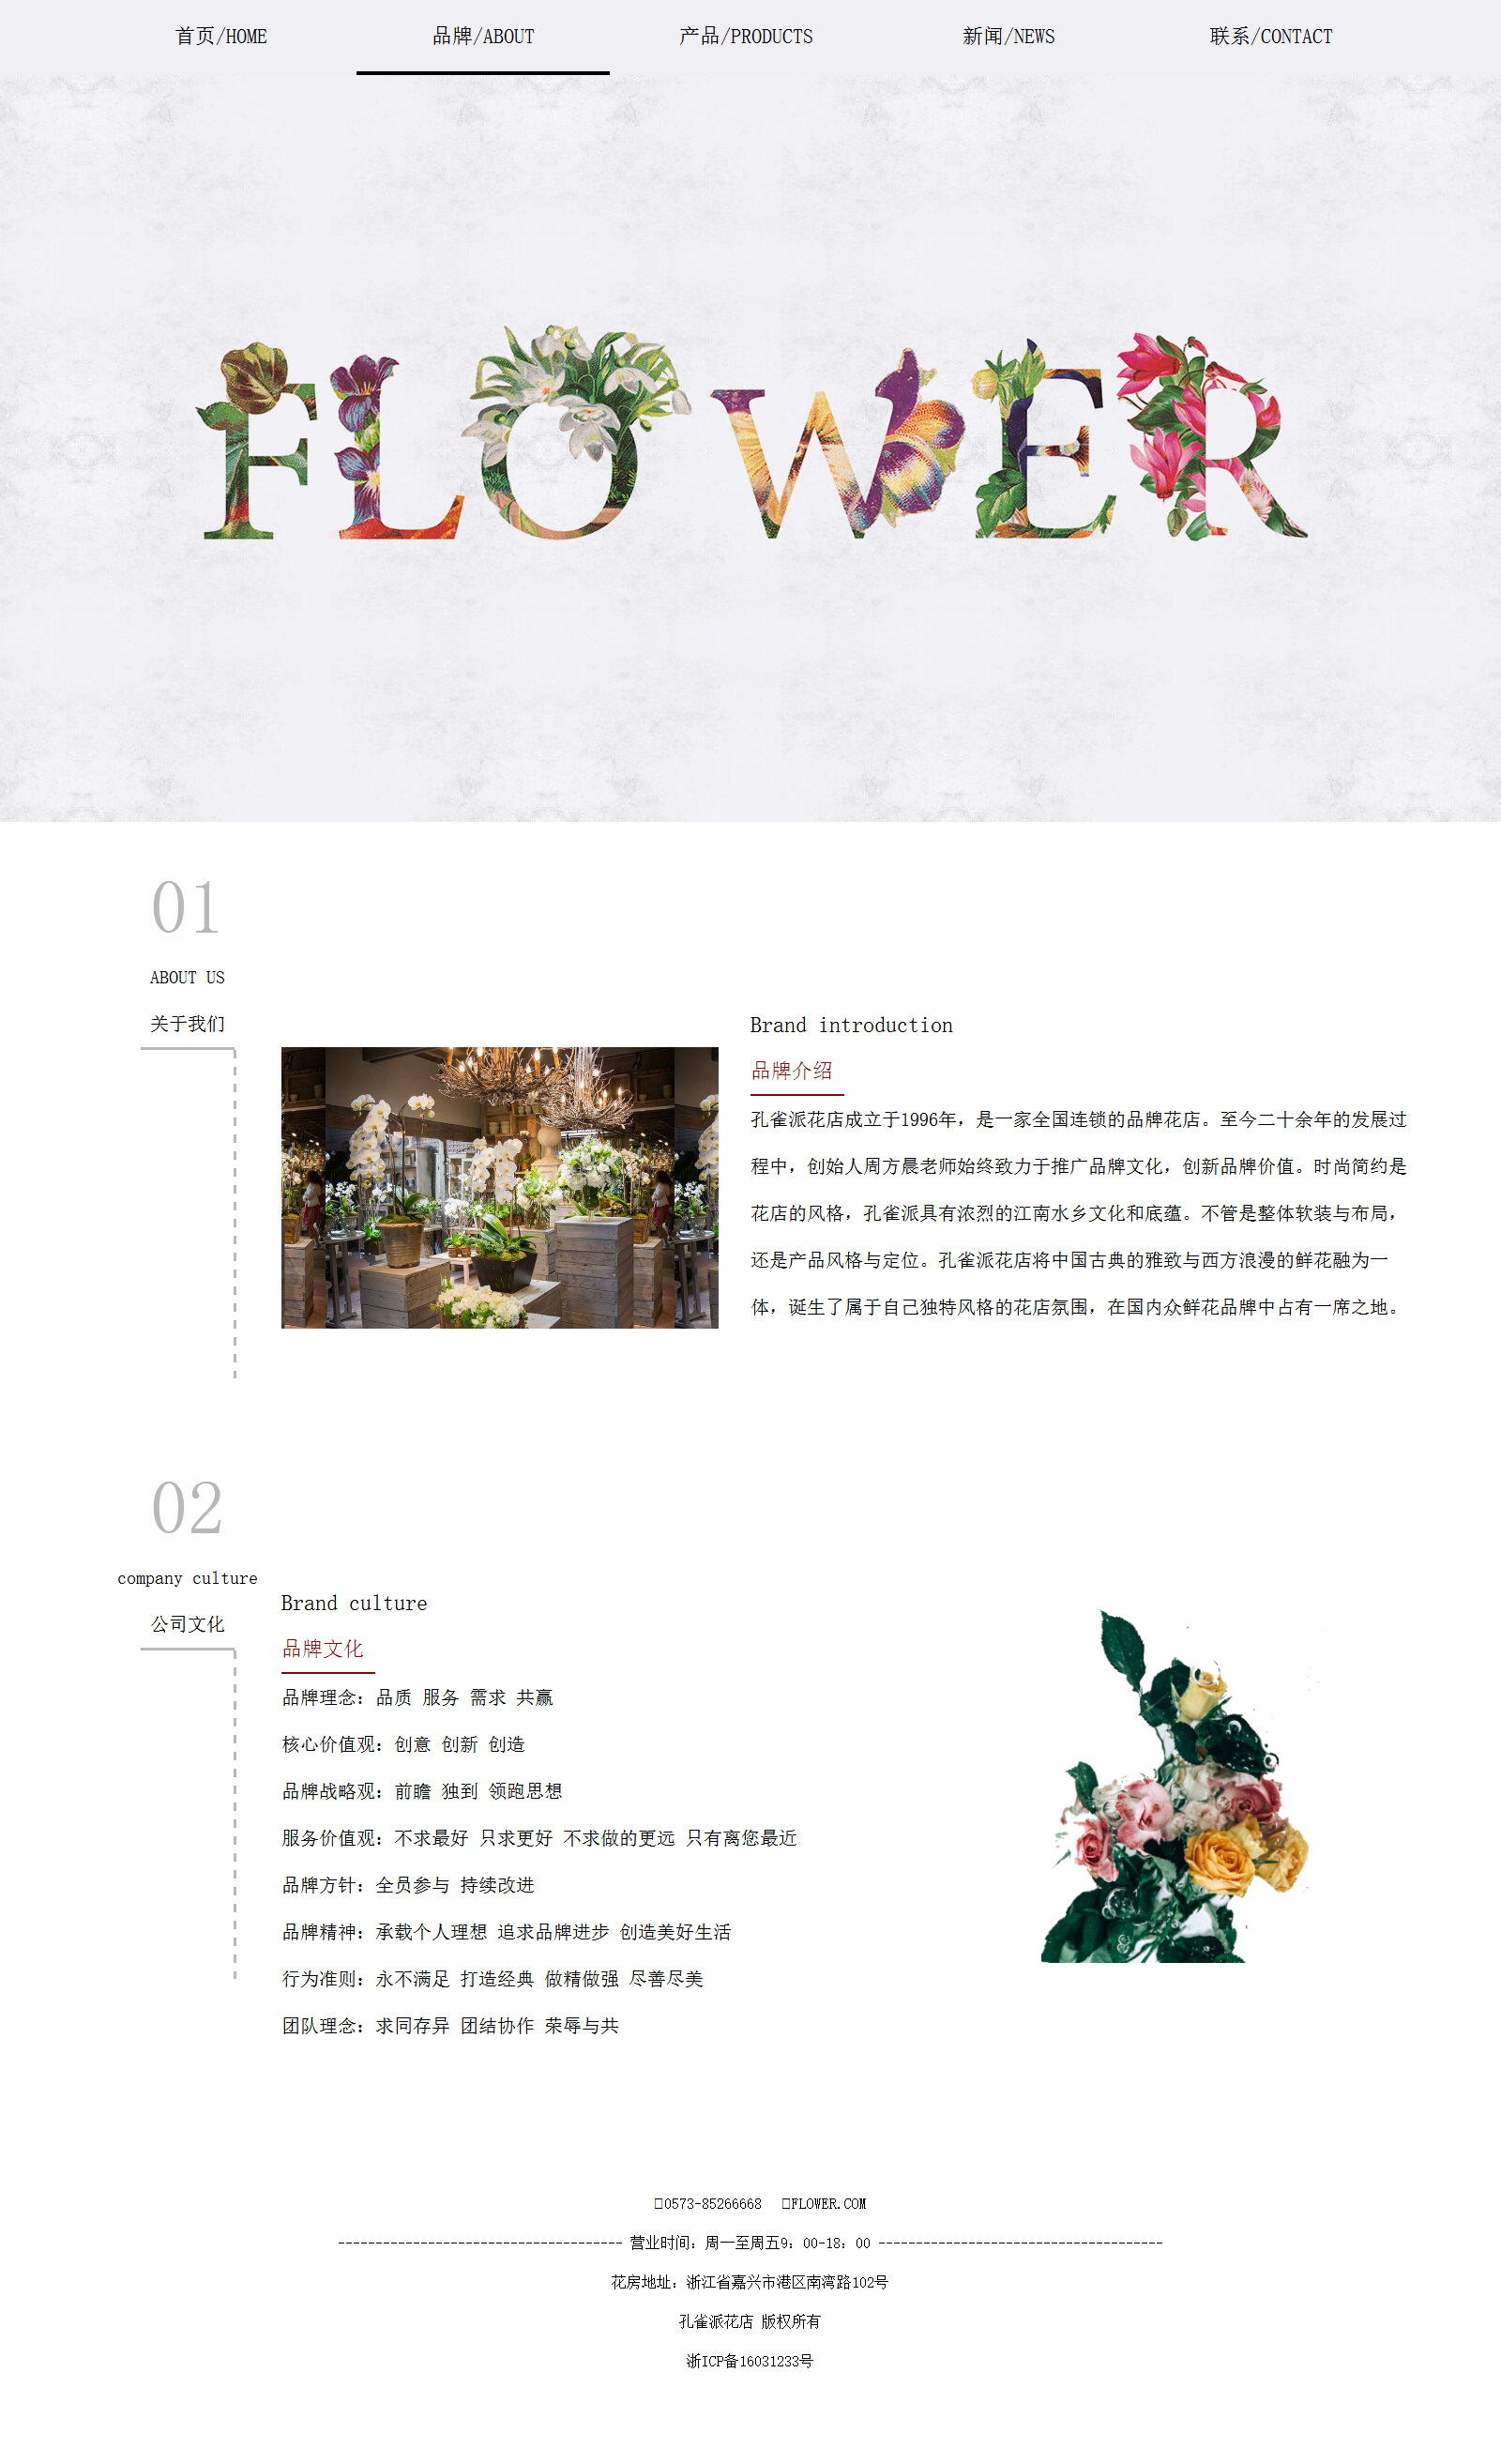 首页/HOME
品牌/ABOUT
产品/PRODUCTS
新闻/NEWS
联系/CONTACT
FLOWER
01
ABOUT US
关于我们
Brand introduction
品牌介绍
孔雀派花店成立于1996年，是一家全国连锁的品牌花店。至今二十余年的发展过
程中，创始人周方晨老师始终致力于推广品牌文化，创新品牌价值。时尚简约是
花店的风格，孔雀派具有浓烈的江南水乡文化和底蕴。不管是整体软装与布局，
还是产品风格与定位。孔雀派花店将中国古典的雅致与西方浪漫的鲜花融为一
体，诞生了属于自己独特风格的花店氛围，在国内众鲜花品牌中占有一席之地。
02
company culture
公司文化
Brand culture
品牌文化
品牌理念：品质 服务 需求 共赢
核心价值观：创意 创新 创造
品牌战略观：前瞻 独到 领跑思想
服务价值观：不求最好 只求更好 不求做的更远 只有离您最近
品牌方针：全员参与 持续改进
品牌精神：承载个人理想 追求品牌进步 创造美好生活
行为准则：永不满足 打造经典 做精做强 尽善尽美
团队理念：求同存异 团结协作 荣辱与共
0573-85266668 FLOWER.COM
-------------------------------------- 营业时间：周一至周五9：00-18：00 --------------------------------------
花房地址：浙江省嘉兴市港区南湾路102号
孔雀派花店 版权所有
浙ICP备16031233号